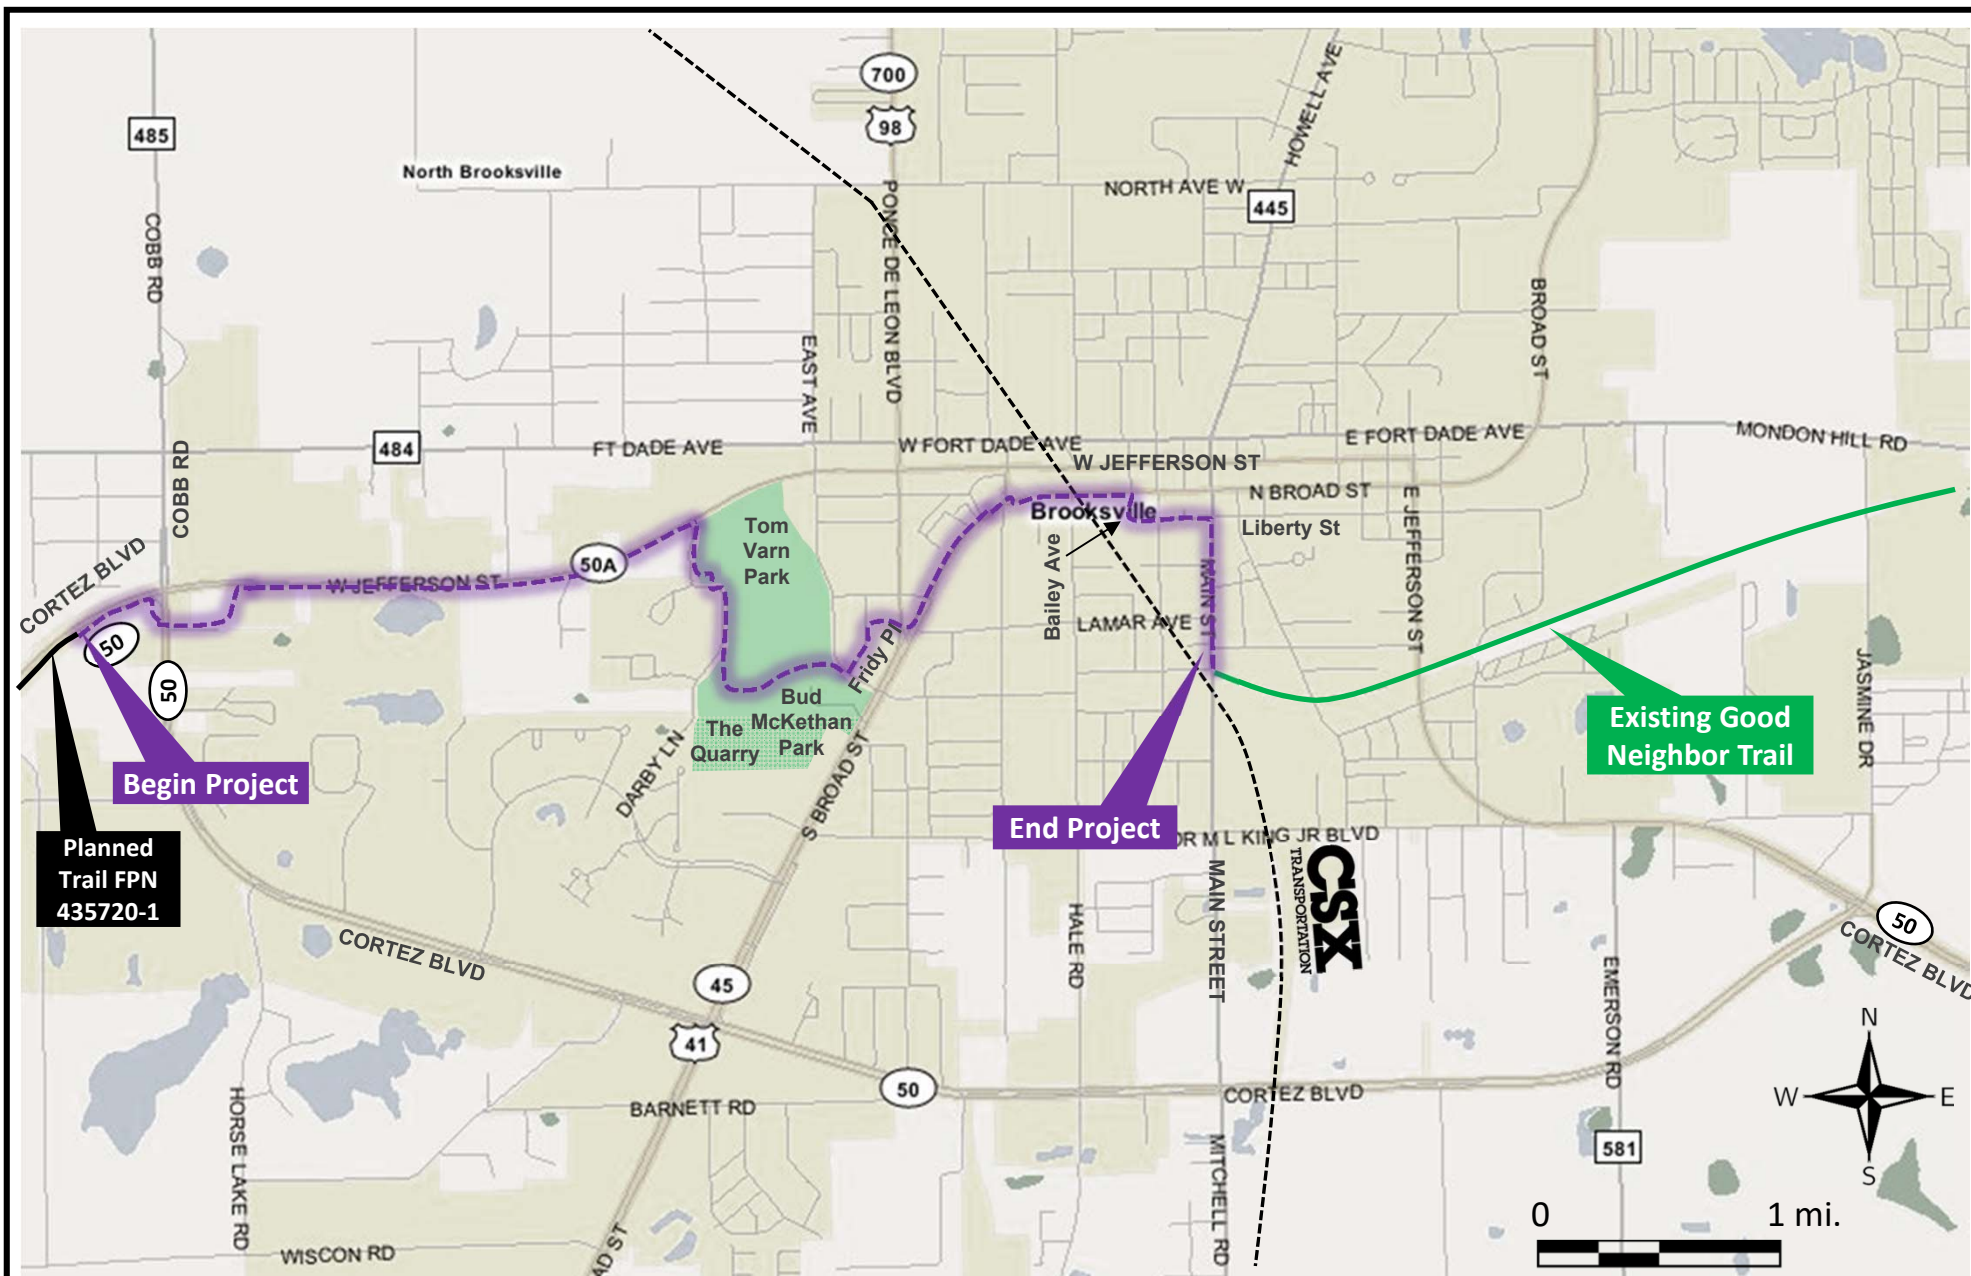 700
98
485
North Brooksville
HOWELL AVE
NORTH AVE W
445
COBB RD
PONCE DE LEON BLVD
BROAD ST
EAST AVE
484
FT DADE AVE
W FORT DADE AVE
E FORT DADE AVE
MONDON HILL RD
COBB RD
W JEFFERSON ST
N BROAD ST
Brooksville
Liberty St
E JEFFERSON ST
Tom
Varn
Park
50A
W JEFFERSON ST
CORTEZ BLVD
50
50
Bailey Ave
MAIN ST
LAMAR AVE
Fridy Pl
Bud
McKethan
Park
The
Quarry
DARBY LN
S BROAD ST
JASMINE DR
Existing Good
Neighbor Trail
Begin Project
End Project
DR M L KING JR BLVD
Planned
Trail FPN
435720-1
CSX
TRANSPORTATION
MAIN STREET
HALE RD
CORTEZ BLVD
45
41
50
50
CORTEZ BLVD
EMERSON RD
CORTEZ BLVD
BARNETT RD
HORSE LAKE RD
WISCON RD
AD ST
MITCHELL RD
581
N
W
E
S
0
1 mi.